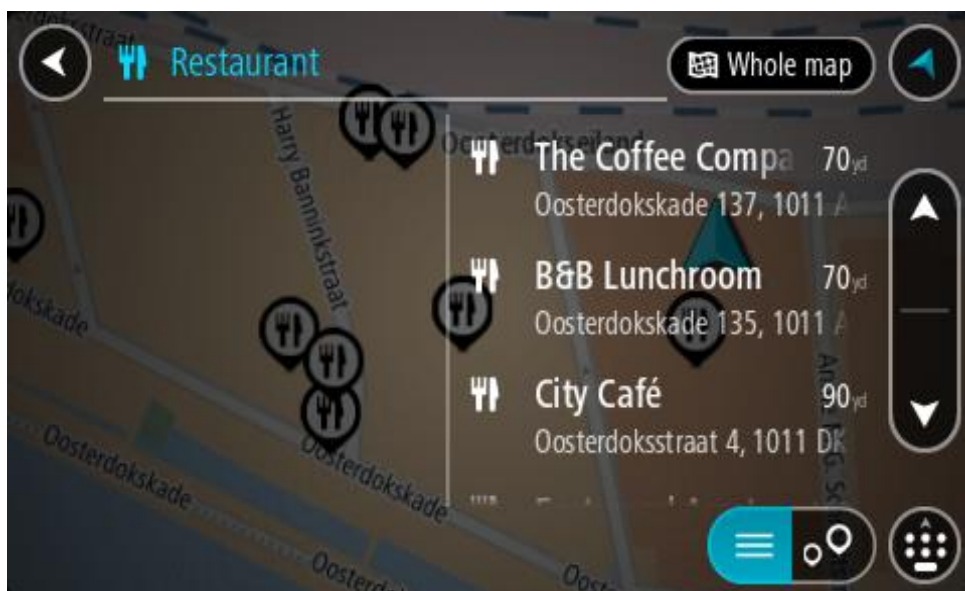 Restaurant
Whole map
Harry Banninkstraat
Oosterdokseiland
The Coffee Compa 70yd
Oosterdokskade 137, 1011 A
B&B Lunchroom 70yd
Oosterdokskade 135, 1011 A
City Café 90yd
Oosterdoksstraat 4, 1011 DK
Oosterdokskade
Oosterdokskade